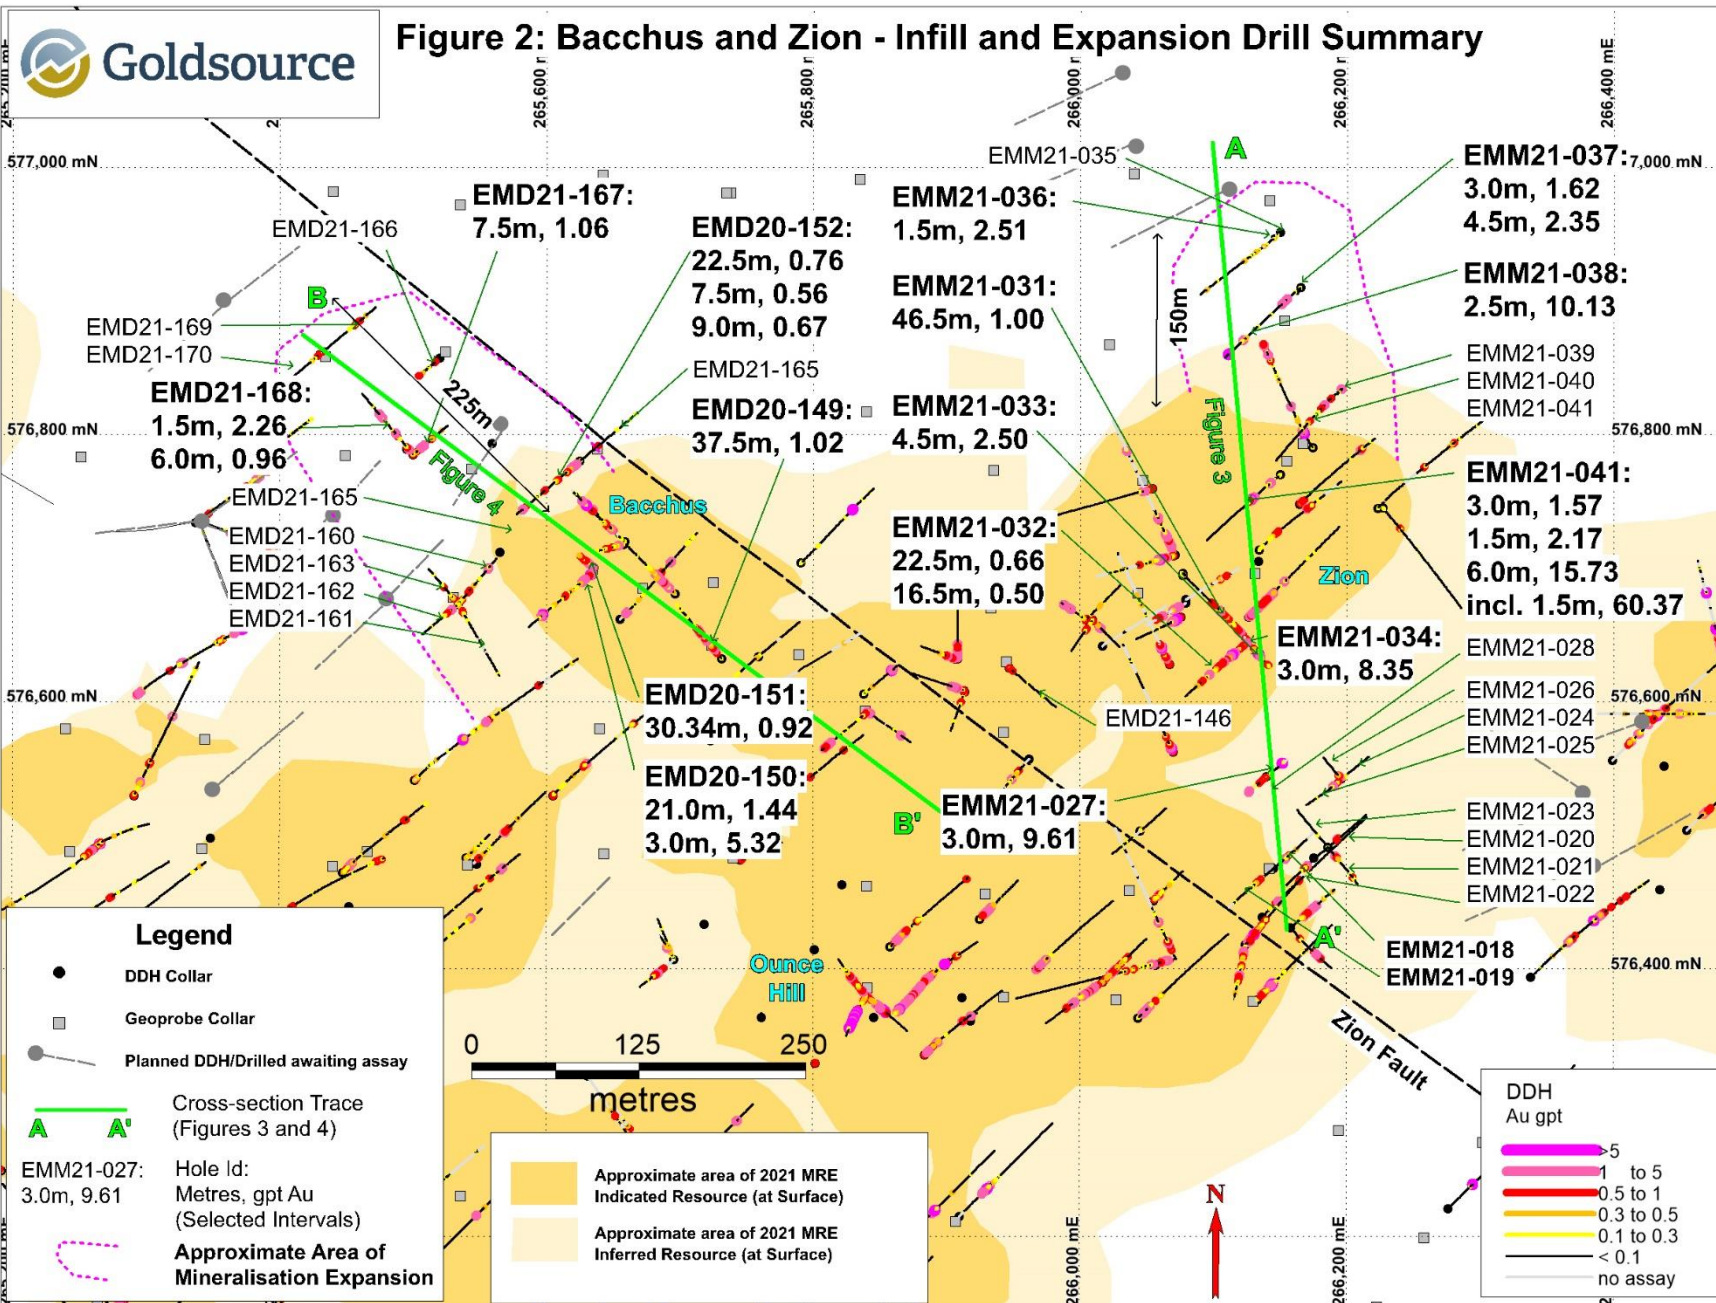 Goldsource
Figure 2: Bacchus and Zion - Infill and Expansion Drill Summary
265,600 m
265,800 m
266,000 m
266,200 m
266,400 mE
577,000 mN
7,000 mN
EMM21-035
A
EMD21-167:
7.5m, 1.06
EMD21-166
EMD20-152:
22.5m, 0.76
7.5m, 0.56
9.0m, 0.67
EMM21-036:
1.5m, 2.51
EMM21-031:
46.5m, 1.00
EMM21-037:
3.0m, 1.62
4.5m, 2.35
EMM21-038:
2.5m, 10.13
150m
B
EMD21-169
EMD21-170
EMD21-168:
1.5m, 2.26
6.0m, 0.96
225m
EMD21-165
EMD20-149:
37.5m, 1.02
EMM21-033:
4.5m, 2.50
EMM21-039
EMM21-040
EMM21-041
576,800 mN
576,800 mN
Figure 3
Figure 4
Bacchus
EMM21-032:
22.5m, 0.66
16.5m, 0.50
EMM21-041:
3.0m, 1.57
1.5m, 2.17
6.0m, 15.73
incl. 1.5m, 60.37
Zion
EMD21-165
EMD21-160
EMD21-163
EMD21-162
EMD21-161
EMM21-034:
3.0m, 8.35
EMM21-028
EMM21-026
EMM21-024
EMM21-025
576,600 mN
576,600 mN
EMD21-146
EMD20-151:
30.34m, 0.92
EMD20-150:
21.0m, 1.44
3.0m, 5.32
B'
EMM21-027:
3.0m, 9.61
EMM21-023
EMM21-020
EMM21-021
EMM21-022
A'
EMM21-018
EMM21-019
576,400 mN
Ounce
Hill
Zion Fault
0 125 250
metres
Legend
DDH Collar
Geoprobe Collar
Planned DDH/Drilled awaiting assay
A A'
Cross-section Trace
(Figures 3 and 4)
EMM21-027:
3.0m, 9.61
Hole Id:
Metres, gpt Au
(Selected Intervals)
Approximate Area of
Mineralisation Expansion
Approximate area of 2021 MRE
Indicated Resource (at Surface)
Approximate area of 2021 MRE
Inferred Resource (at Surface)
266,000 mE
N
266,200 mE
DDH
Au gpt
>5
1 to 5
0.5 to 1
0.3 to 0.5
0.1 to 0.3
< 0.1
no assay